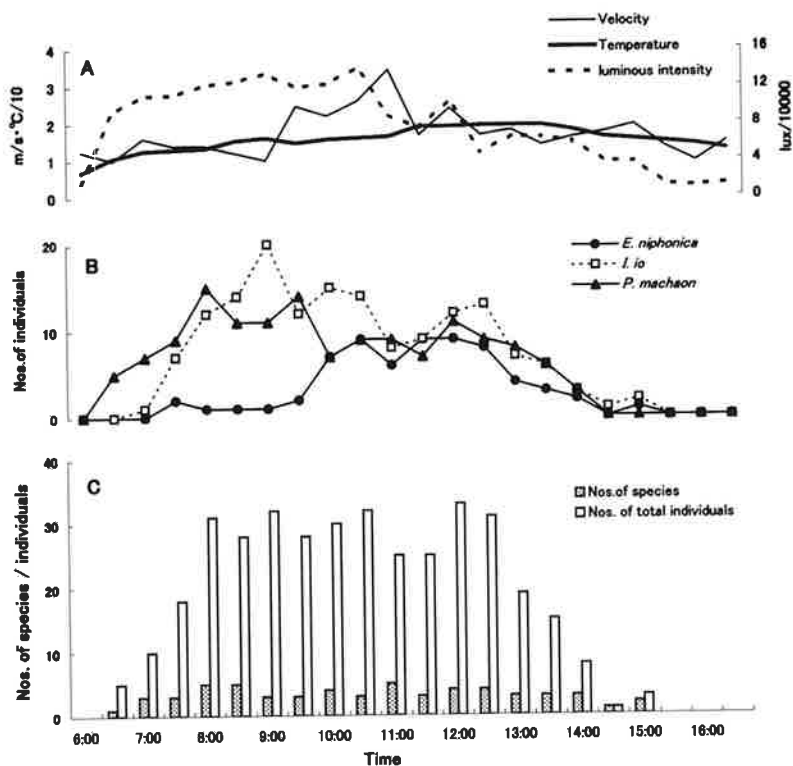 Velocity
Temperature
luminous intensity
A
m/s·℃/10
4
3
2
1
0
lux/10000
16
12
8
4
0
B
E. niphonica
I. io
P. machaon
Nos.of individuals
20
10
0
C
Nos.of species
Nos. of total individuals
Nos. of species / individuals
40
30
20
10
0
6:00 7:00 8:00 9:00 10:00 11:00 12:00 13:00 14:00 15:00 16:00
Time